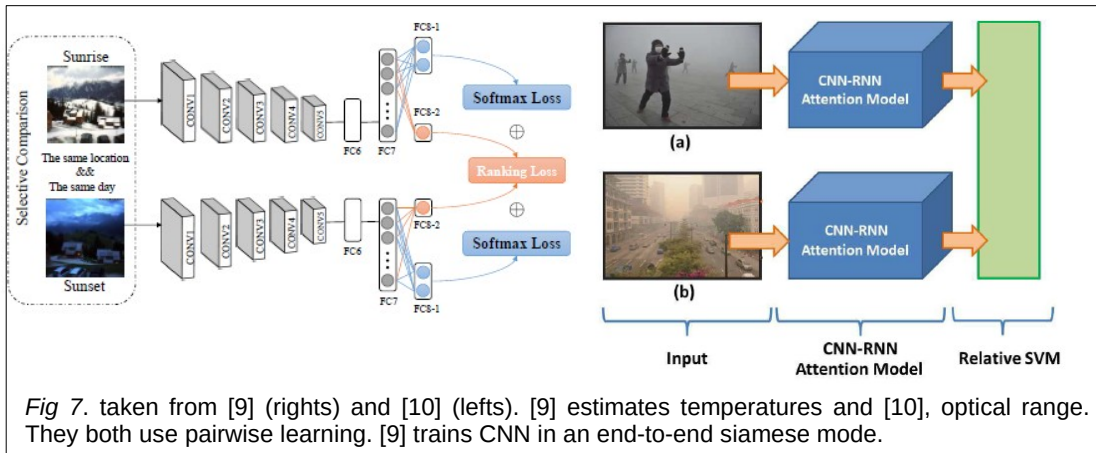 Selective Comparison
Sunrise
The same location
&&
The same day
Sunset
CONV1
CONV2
CONV3
CONV4
CONV5
FC6
FC7
FC8-1
FC8-2
Softmax Loss
⊕
Ranking Loss
⊕
Softmax Loss
CONV1
CONV2
CONV3
CONV4
CONV5
FC6
FC7
FC8-2
FC8-1
(a)
CNN-RNN
Attention Model
(b)
CNN-RNN
Attention Model
Input
CNN-RNN
Attention Model
Relative SVM
Fig 7. taken from [9] (rights) and [10] (lefts). [9] estimates temperatures and [10], optical range.
They both use pairwise learning. [9] trains CNN in an end-to-end siamese mode.